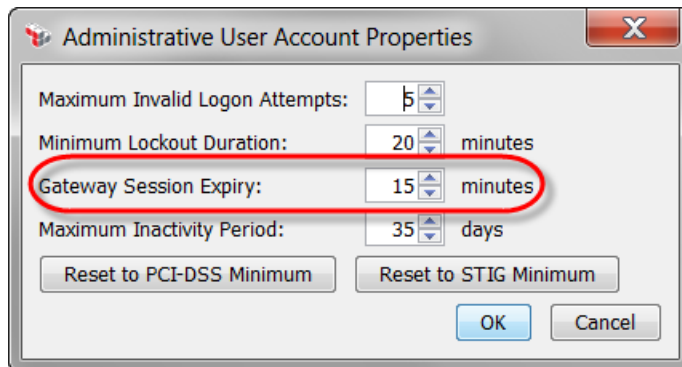 Administrative User Account Properties
Maximum Invalid Logon Attempts: 5
Minimum Lockout Duration: 20 minutes
Gateway Session Expiry: 15 minutes
Maximum Inactivity Period: 35 days
Reset to PCI-DSS Minimum Reset to STIG Minimum
OK Cancel